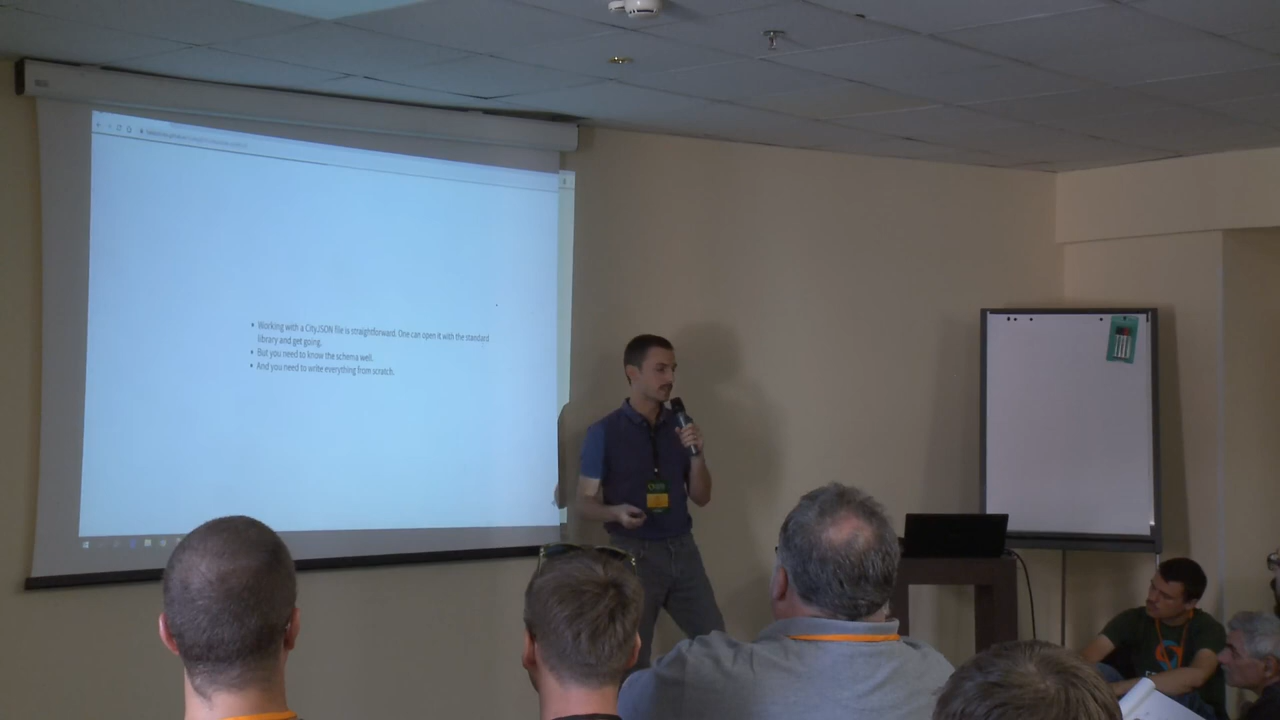 • Working with a CityJSON file is straightforward. One can open it with the standard
library and get going.
• But you need to know the schema well.
• And you need to write everything from scratch.